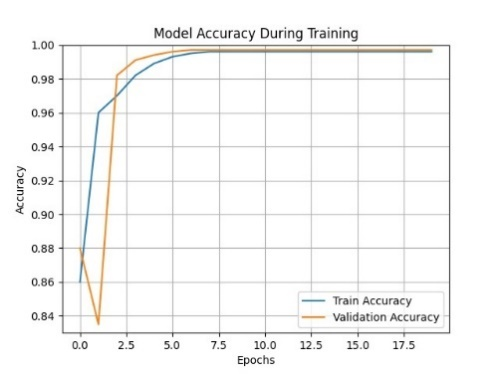 Model Accuracy During Training
1.00
0.98
0.96
0.94
0.92
0.90
0.88
0.86
0.84
Accuracy
Train Accuracy
Validation Accuracy
0.0 2.5 5.0 7.5 10.0 12.5 15.0 17.5
Epochs